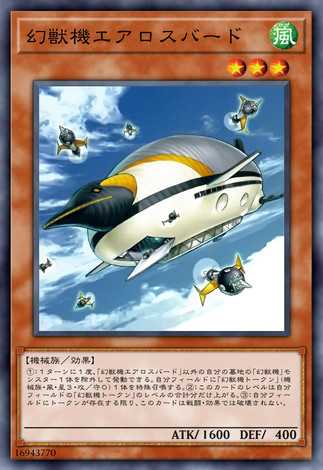 幻獣機エアロスバード
風
【機械族／効果】
①：１ターンに１度、「幻獣機エアロスバード」以外の自分の墓地の「幻獣機」モ
ンスター１体を除外して発動できる。自分フィールドに「幻獣機トークン」（機
械族・風・星３・攻／守０）１体を特殊召喚する。②：このカードのレベルは自分
フィールドの「幻獣機トークン」のレベルの合計分だけ上がる。③：自分フィー
ルドにトークンが存在する限り、このカードは戦闘・効果では破壊されない。
ATK/ 1600 DEF/ 400
16943770